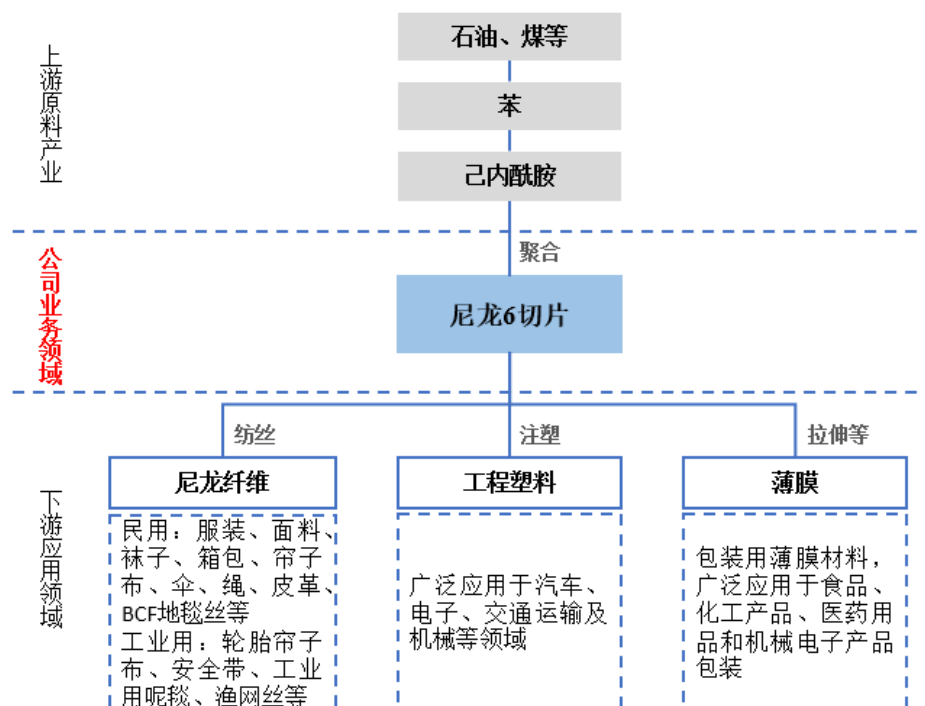 上游原料产业
石油、煤等
苯
己内酰胺
公司业务领域
聚合
尼龙6切片
下游应用领域
纺丝
注塑
拉伸等
尼龙纤维
工程塑料
薄膜
民用：服装、面料、
袜子、箱包、帘子
布、伞、绳、皮革、
BCF地毯丝等
工业用：轮胎帘子
布、安全带、工业
用呢毯、渔网丝等
广泛应用于汽车、
电子、交通运输及
机械等领域
包装用薄膜材料，
广泛应用于食品、
化工产品、医药用
品和机械电子产品
包装